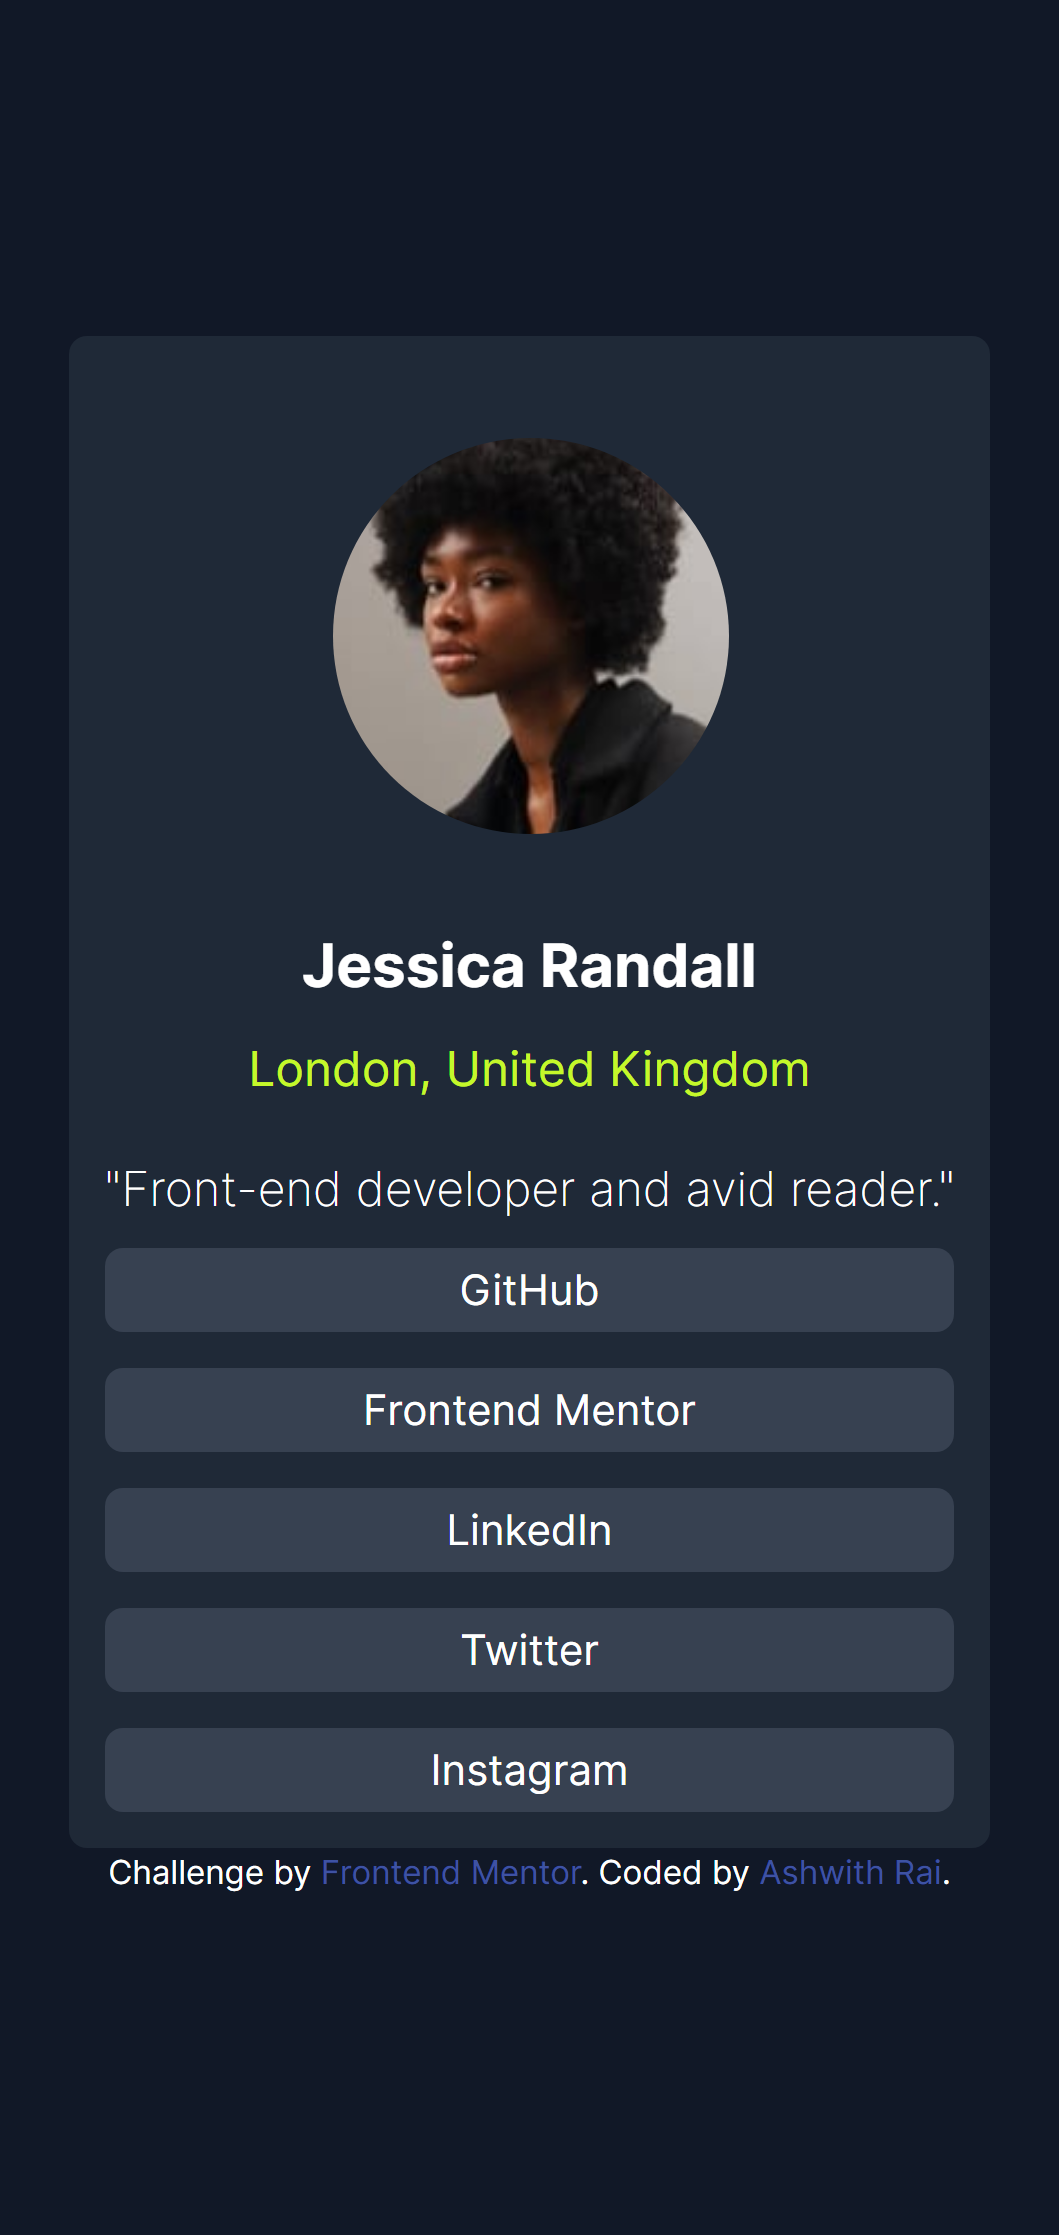 Jessica Randall
London, United Kingdom
"Front-end developer and avid reader."
GitHub
Frontend Mentor
LinkedIn
Twitter
Instagram
Challenge by Frontend Mentor. Coded by Ashwith Rai.